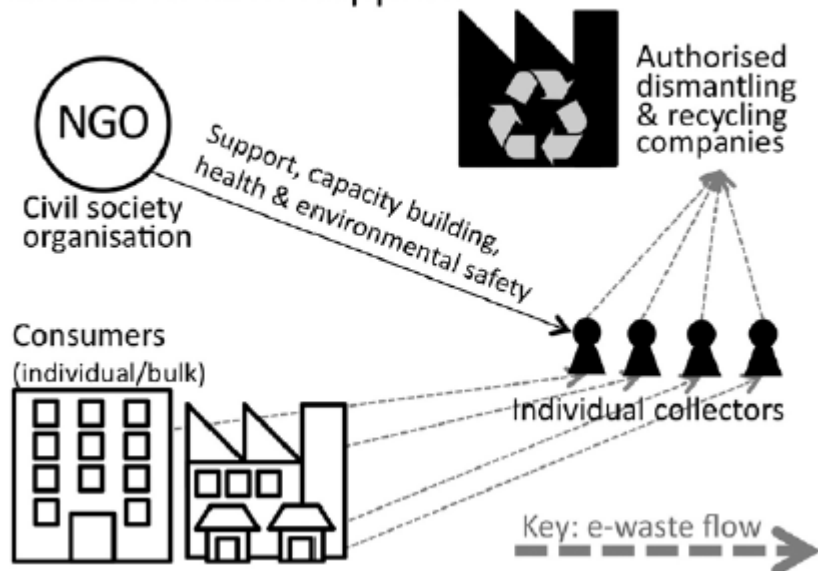 NGO
Civil society
organisation
Support, capacity building,
health & environmental safety
Authorised
dismantling
& recycling
companies
Consumers
(individual/bulk)
Individual collectors
Key: e-waste flow